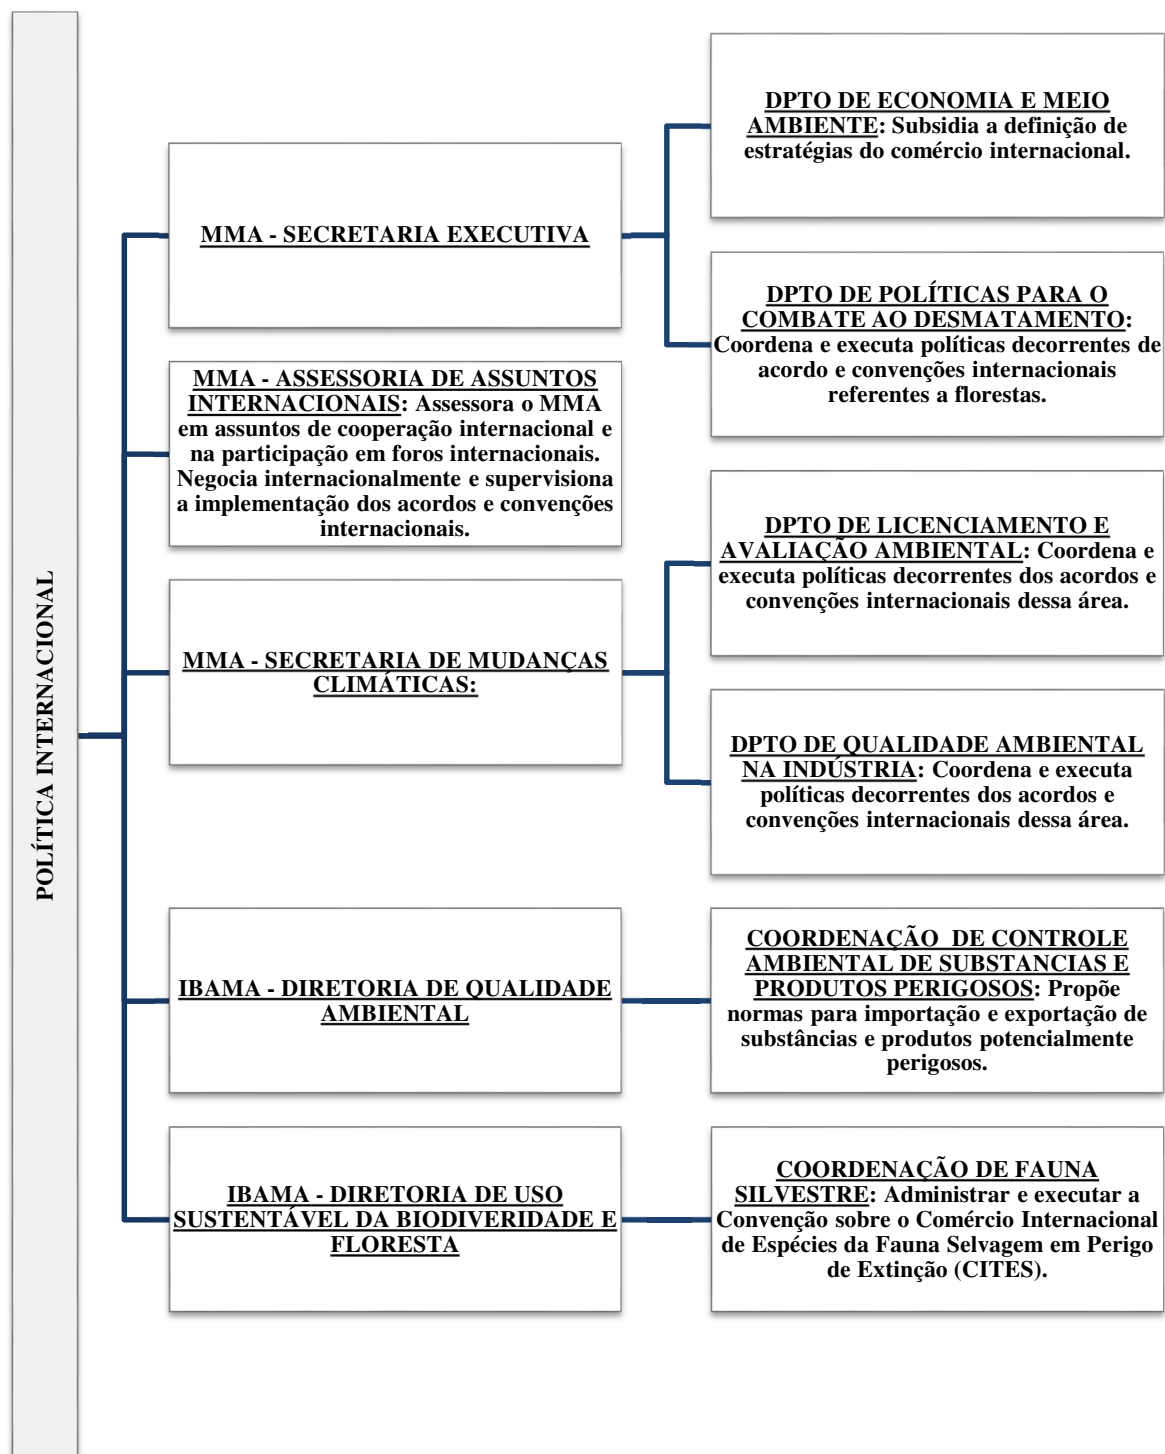 POLÍTICA INTERNACIONAL
MMA - SECRETARIA EXECUTIVA
DPTO DE ECONOMIA E MEIO
AMBIENTE: Subsidia a definição de
estratégias do comércio internacional.
DPTO DE POLÍTICAS PARA O
COMBATE AO DESMATAMENTO:
Coordena e executa políticas decorrentes de
acordo e convenções internacionais
referentes a florestas.
MMA - ASSESSORIA DE ASSUNTOS
INTERNACIONAIS: Assessora o MMA
em assuntos de cooperação internacional e
na participação em foros internacionais.
Negocia internacionalmente e supervisiona
a implementação dos acordos e convenções
internacionais.
MMA - SECRETARIA DE MUDANÇAS
CLIMÁTICAS:
DPTO DE LICENCIAMENTO E
AVALIAÇÃO AMBIENTAL: Coordena e
executa políticas decorrentes dos acordos e
convenções internacionais dessa área.
DPTO DE QUALIDADE AMBIENTAL
NA INDÚSTRIA: Coordena e executa
políticas decorrentes dos acordos e
convenções internacionais dessa área.
IBAMA - DIRETORIA DE QUALIDADE
AMBIENTAL
COORDENAÇÃO DE CONTROLE
AMBIENTAL DE SUBSTANCIAS E
PRODUTOS PERIGOSOS: Propõe
normas para importação e exportação de
substâncias e produtos potencialmente
perigosos.
IBAMA - DIRETORIA DE USO
SUSTENTÁVEL DA BIODIVERIDADE E
FLORESTA
COORDENAÇÃO DE FAUNA
SILVESTRE: Administrar e executar a
Convenção sobre o Comércio Internacional
de Espécies da Fauna Selvagem em Perigo
de Extinção (CITES).